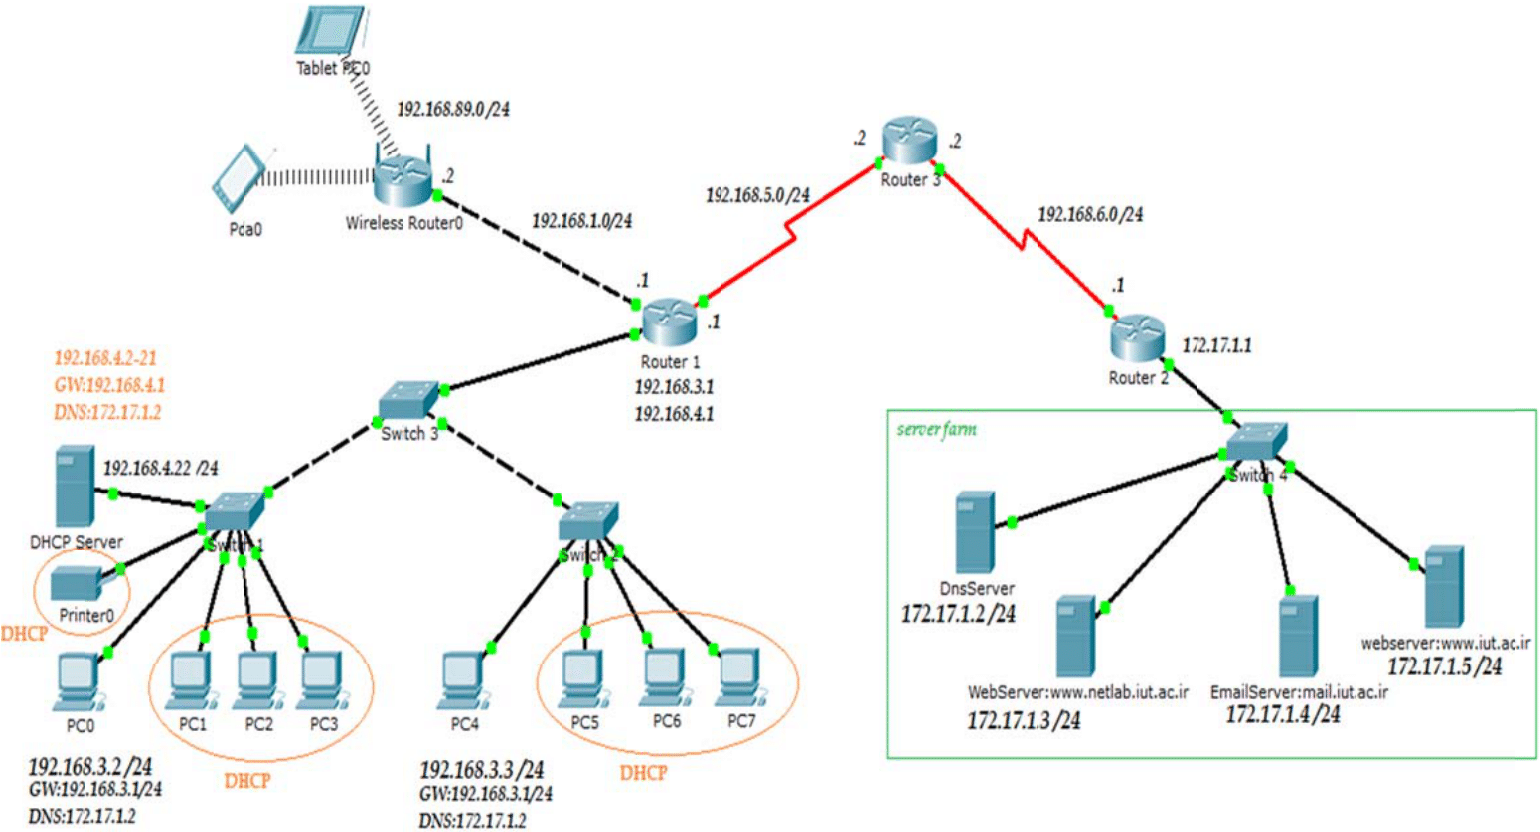 Tablet PC0
192.168.89.0 /24
.2
Pda0
Wireless Router0
192.168.1.0/24
.1
.1
Router 1
192.168.3.1
192.168.4.1
192.168.5.0 /24
.2
.2
Router 3
192.168.6.0 /24
.1
172.17.1.1
Router 2
192.168.4.2-21
GW:192.168.4.1
DNS:172.17.1.2
Swtch 3
192.168.4.22 /24
DHCP Server
Switch 1
Printer0
DHCP
Switch 2
PC0
PC1
PC2
PC3
DHCP
192.168.3.2 /24
GW:192.168.3.1/24
DNS:172.17.1.2
PC4
PC5
PC6
PC7
DHCP
192.168.3.3 /24
GW:192.168.3.1/24
DNS:172.17.1.2
server farm
Switch 4
DnsServer
172.17.1.2 /24
WebServer:www.netlab.iut.ac.ir
172.17.1.3 /24
EmailServer:mail.iut.ac.ir
172.17.1.4 /24
webserver:www.iut.ac.ir
172.17.1.5 /24